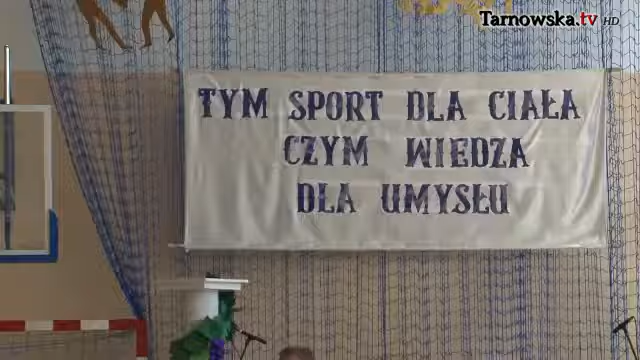 Tarnowska.tv HD
TYM SPORT DLA CIAŁA
CZYM WIEDZA
DLA UMYSŁU